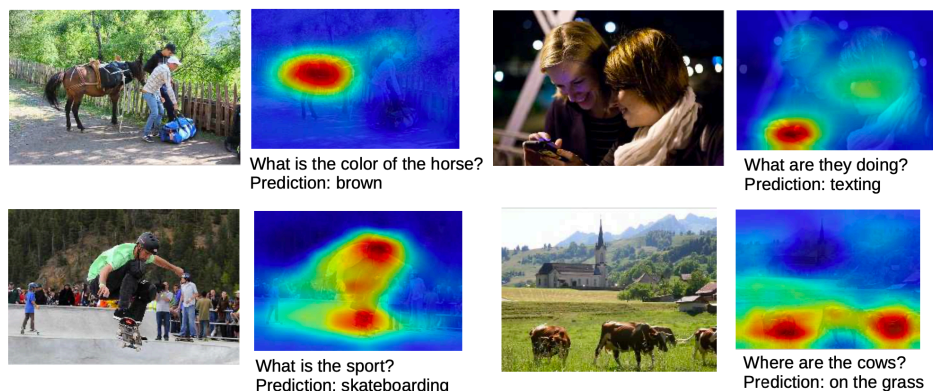 What is the color of the horse?
Prediction: brown
What are they doing?
Prediction: texting
What is the sport?
Prediction: skateboarding
Where are the cows?
Prediction: on the grass